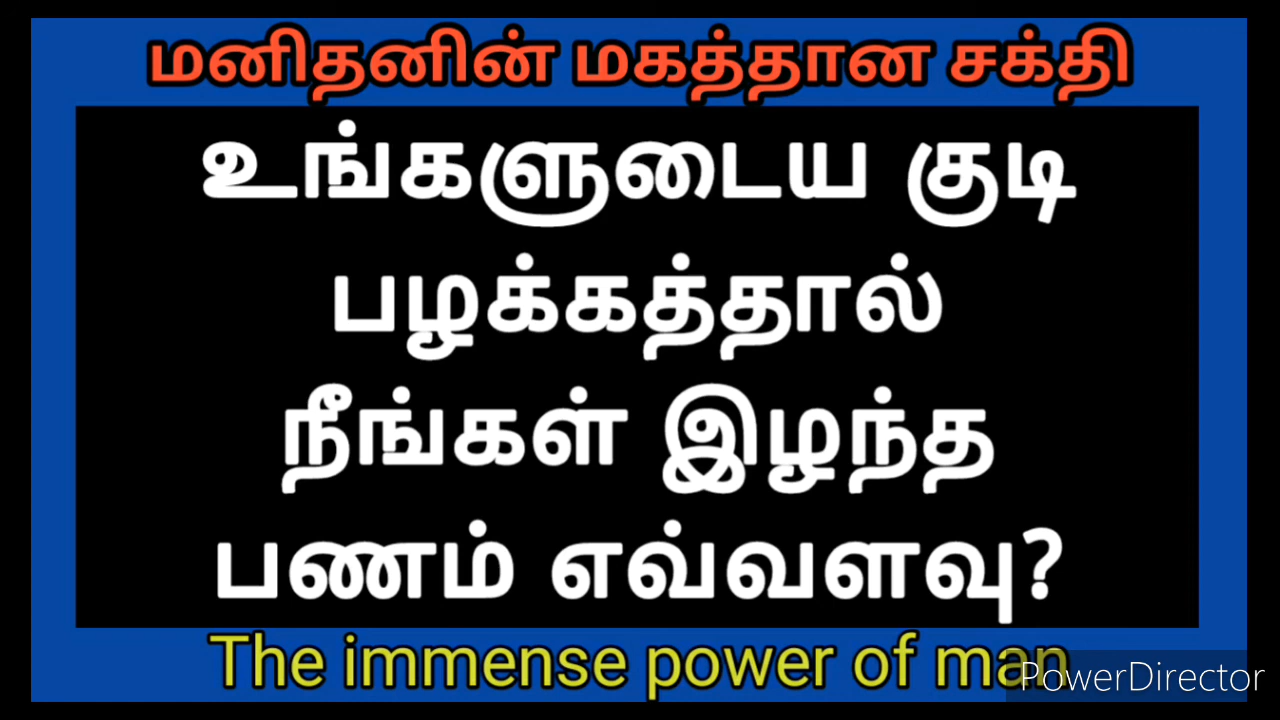 மனிதனின் மகத்தான சக்தி
உங்களுடைய குடி
பழக்கத்தால்
நீங்கள் இழந்த
பணம் எவ்வளவு?
The immense power of man
PowerDirector